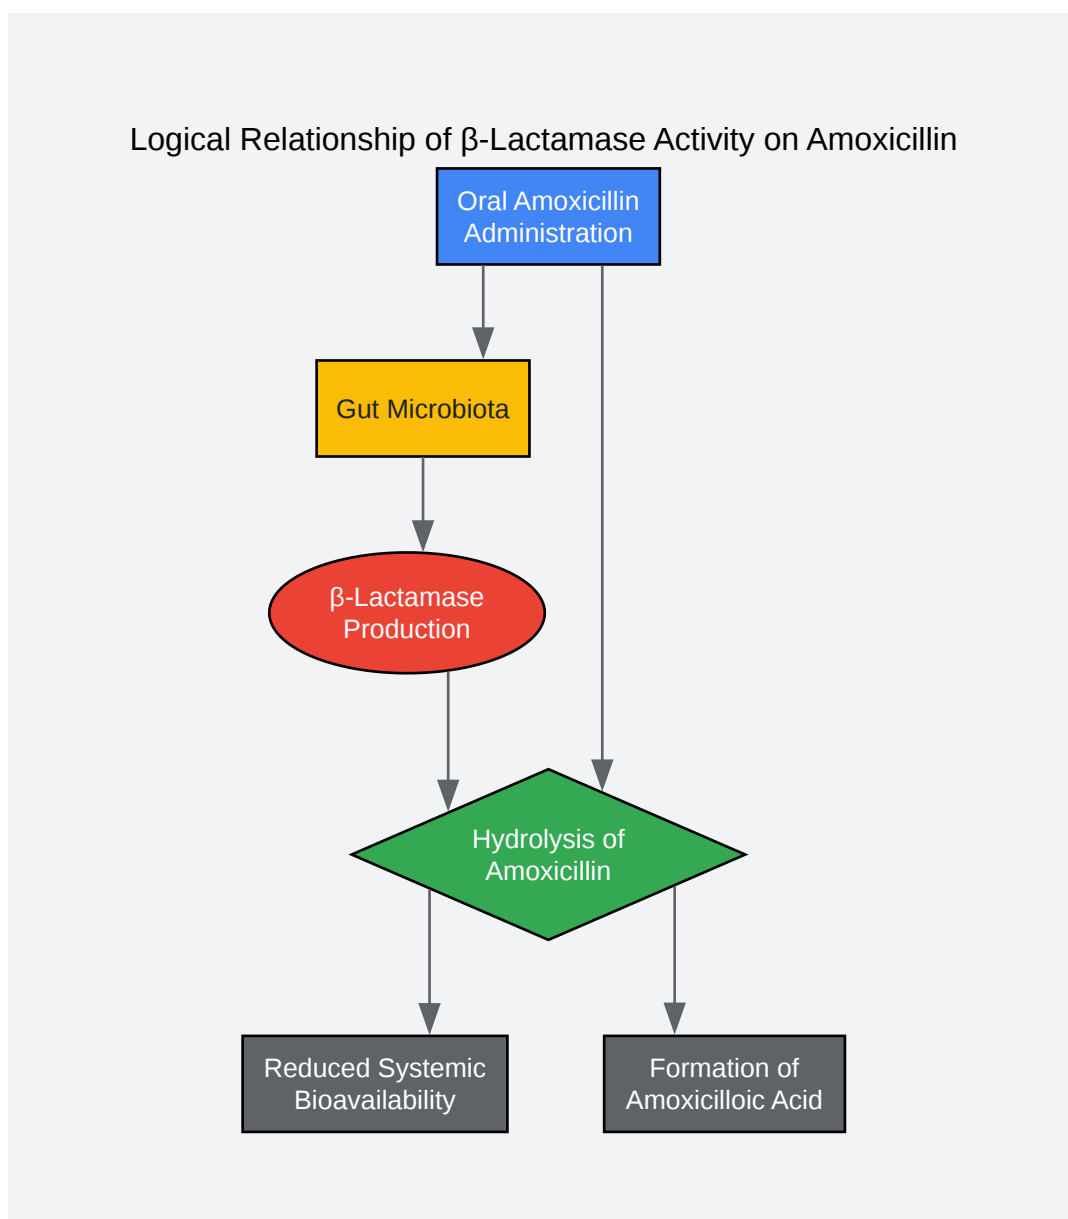 Logical Relationship of β-Lactamase Activity on Amoxicillin
Oral Amoxicillin
Administration
Gut Microbiota
β-Lactamase
Production
Hydrolysis of
Amoxicillin
Reduced Systemic
Bioavailability
Formation of
Amoxicilloic Acid